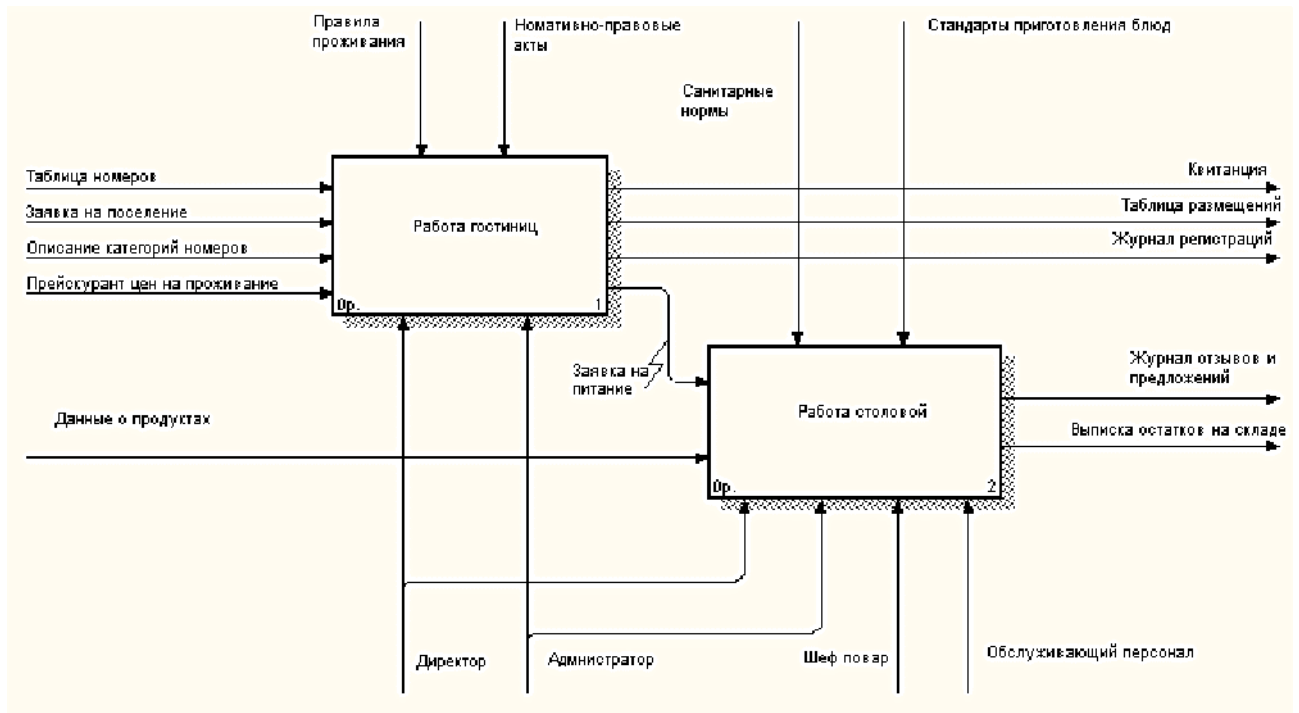 Правила
проживания
Номативно-правовые
акты
Стандарты приготовления блюд
Санитарные
нормы
Таблица номеров
Заявка на поселение
Описание категорий номеров
Прейскурант цен на проживание
Работа гостиниц
0р.
1
Квитанция
Таблица размещений
Журнал регистраций
Заявка на
питание
Данные о продуктах
Работа столовой
0р.
2
Журнал отзывов и
предложений
Выписка остатков на складе
Директор
Адмнистратор
Шеф повар
Обслуживающий персонал